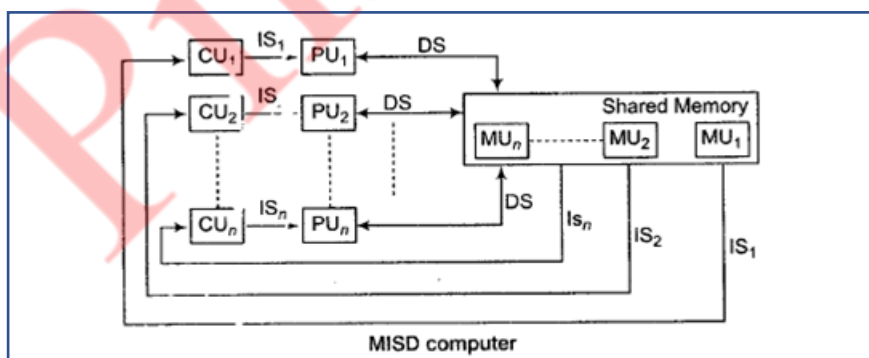 IS₁
CU₁ PU₁ DS
IS
CU₂ PU₂ DS Shared Memory
MUₙ MU₂ MU₁
ISₙ DS
CUₙ PUₙ Isₙ IS₂ IS₁
MISD computer